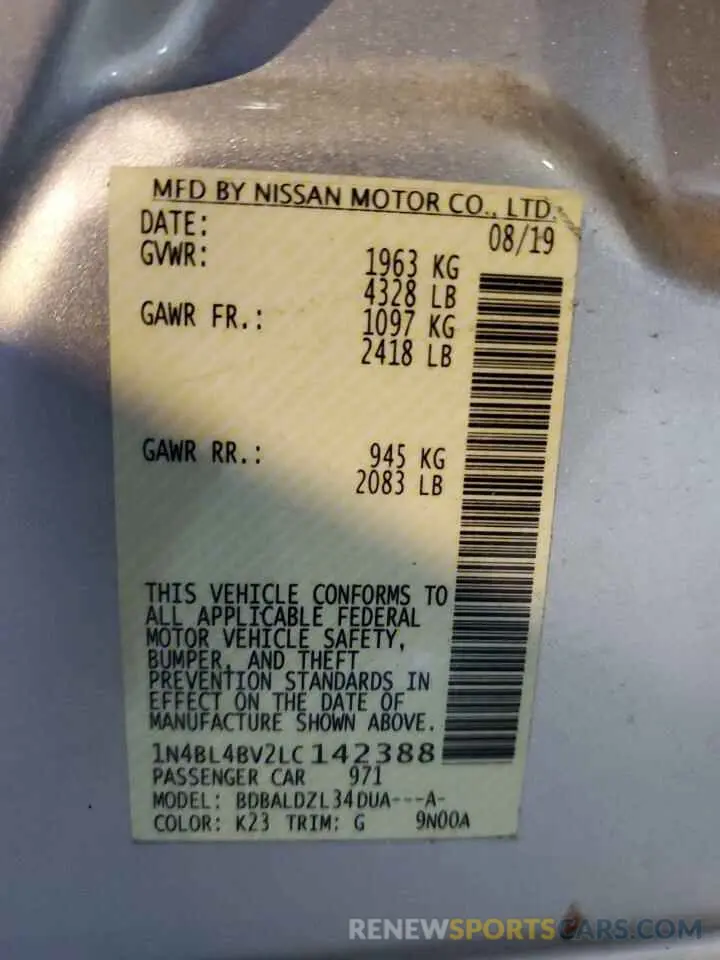 MFD BY NISSAN MOTOR CO., LTD.
DATE: 08/19
GVWR: 1963 KG
4328 LB
GAWR FR.: 1097 KG
2418 LB
GAWR RR.: 945 KG
2083 LB
THIS VEHICLE CONFORMS TO
ALL APPLICABLE FEDERAL
MOTOR VEHICLE SAFETY,
BUMPER, AND THEFT
PREVENTION STANDARDS IN
EFFECT ON THE DATE OF
MANUFACTURE SHOWN ABOVE.
1N4BL4BV2LC142388
PASSENGER CAR 971
MODEL: BDBALDZL34DUA---A-
COLOR: K23 TRIM: G 9N00A
RENEWSPORTSCARS.COM